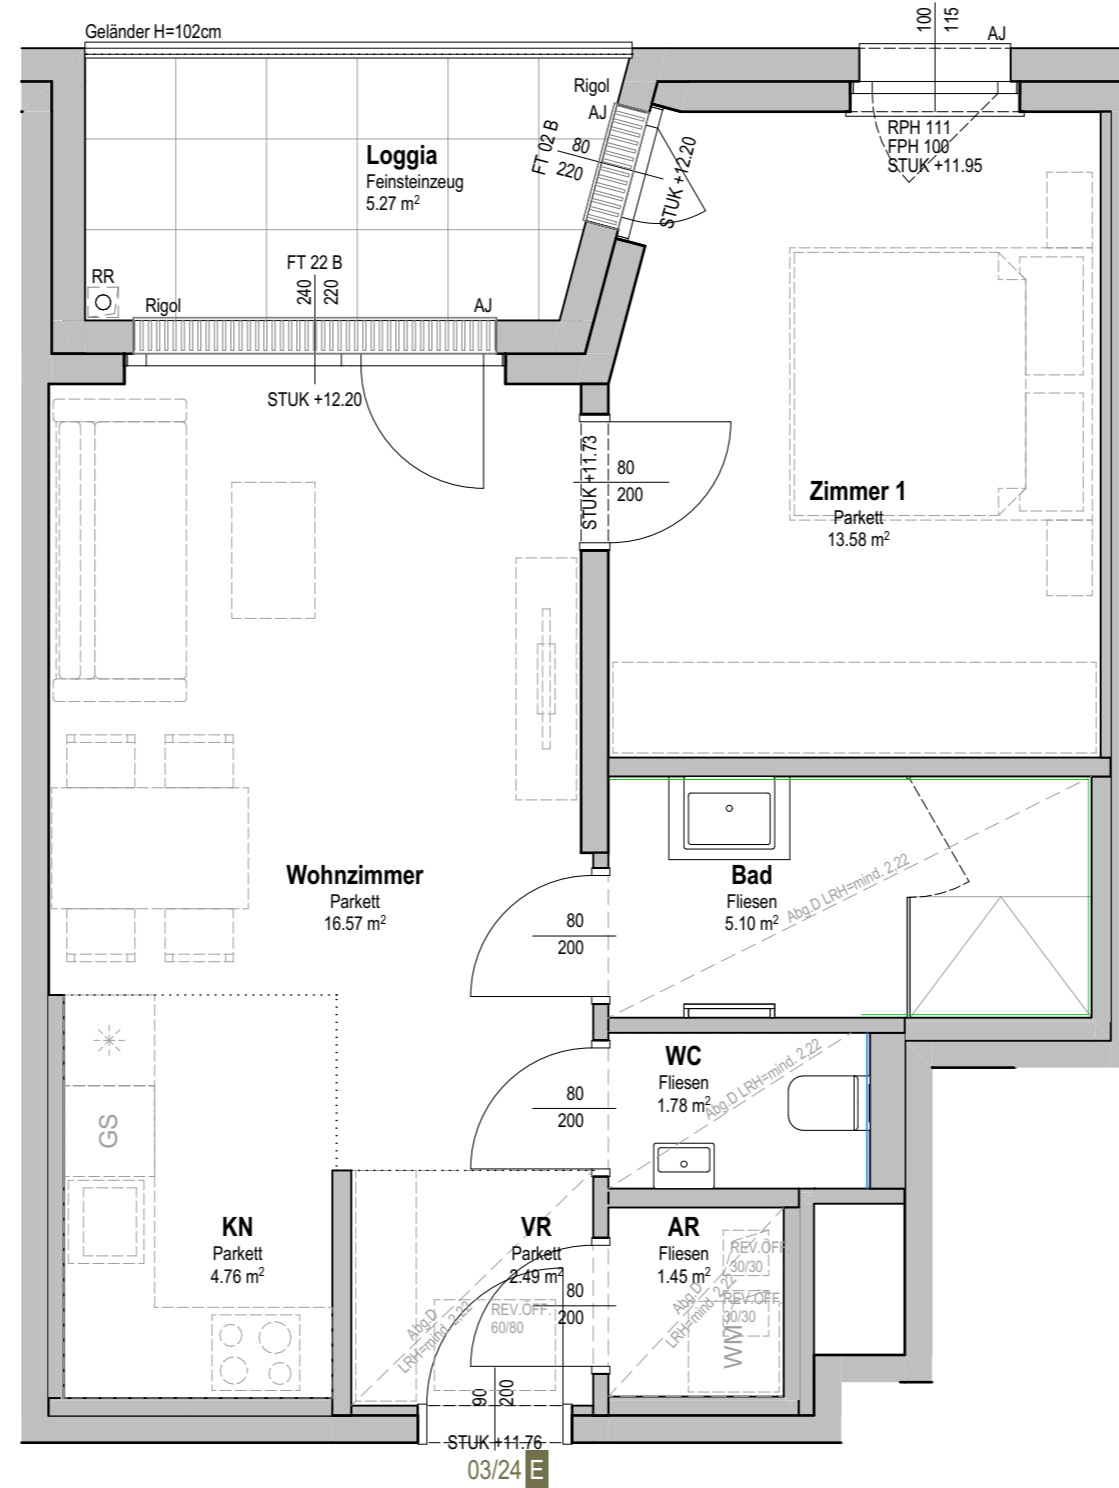 100
115
AJ
Geländer H=102cm
Rigol
AJ
FT 02 B
80
220
STUK +12.20
RPH 111
FPH 100
STUK +11.95
Loggia
Feinsteinzeug
5.27 m²
RR
Rigol
FT 22 B
240
220
AJ
STUK +12.20
STUK +11.73
80
200
Zimmer 1
Parkett
13.58 m²
Wohnzimmer
Parkett
16.57 m²
80
200
Bad
Fliesen
5.10 m²
Abg.D LRH=mind. 2,22
WC
Fliesen
1.78 m²
Abg.D LRH=mind. 2,22
80
200
GS
KN
Parkett
4.76 m²
VR
Parkett
2.49 m²
Abg.D
LRH=mind. 2,22
REV.ÖFF.
60/80
80
200
AR
Fliesen
1.45 m²
Abg.D
LRH=mind. 2,22
REV.ÖFF.
30/30
REV.ÖFF.
30/30
WM
90
200
STUK +11.76
03/24 E